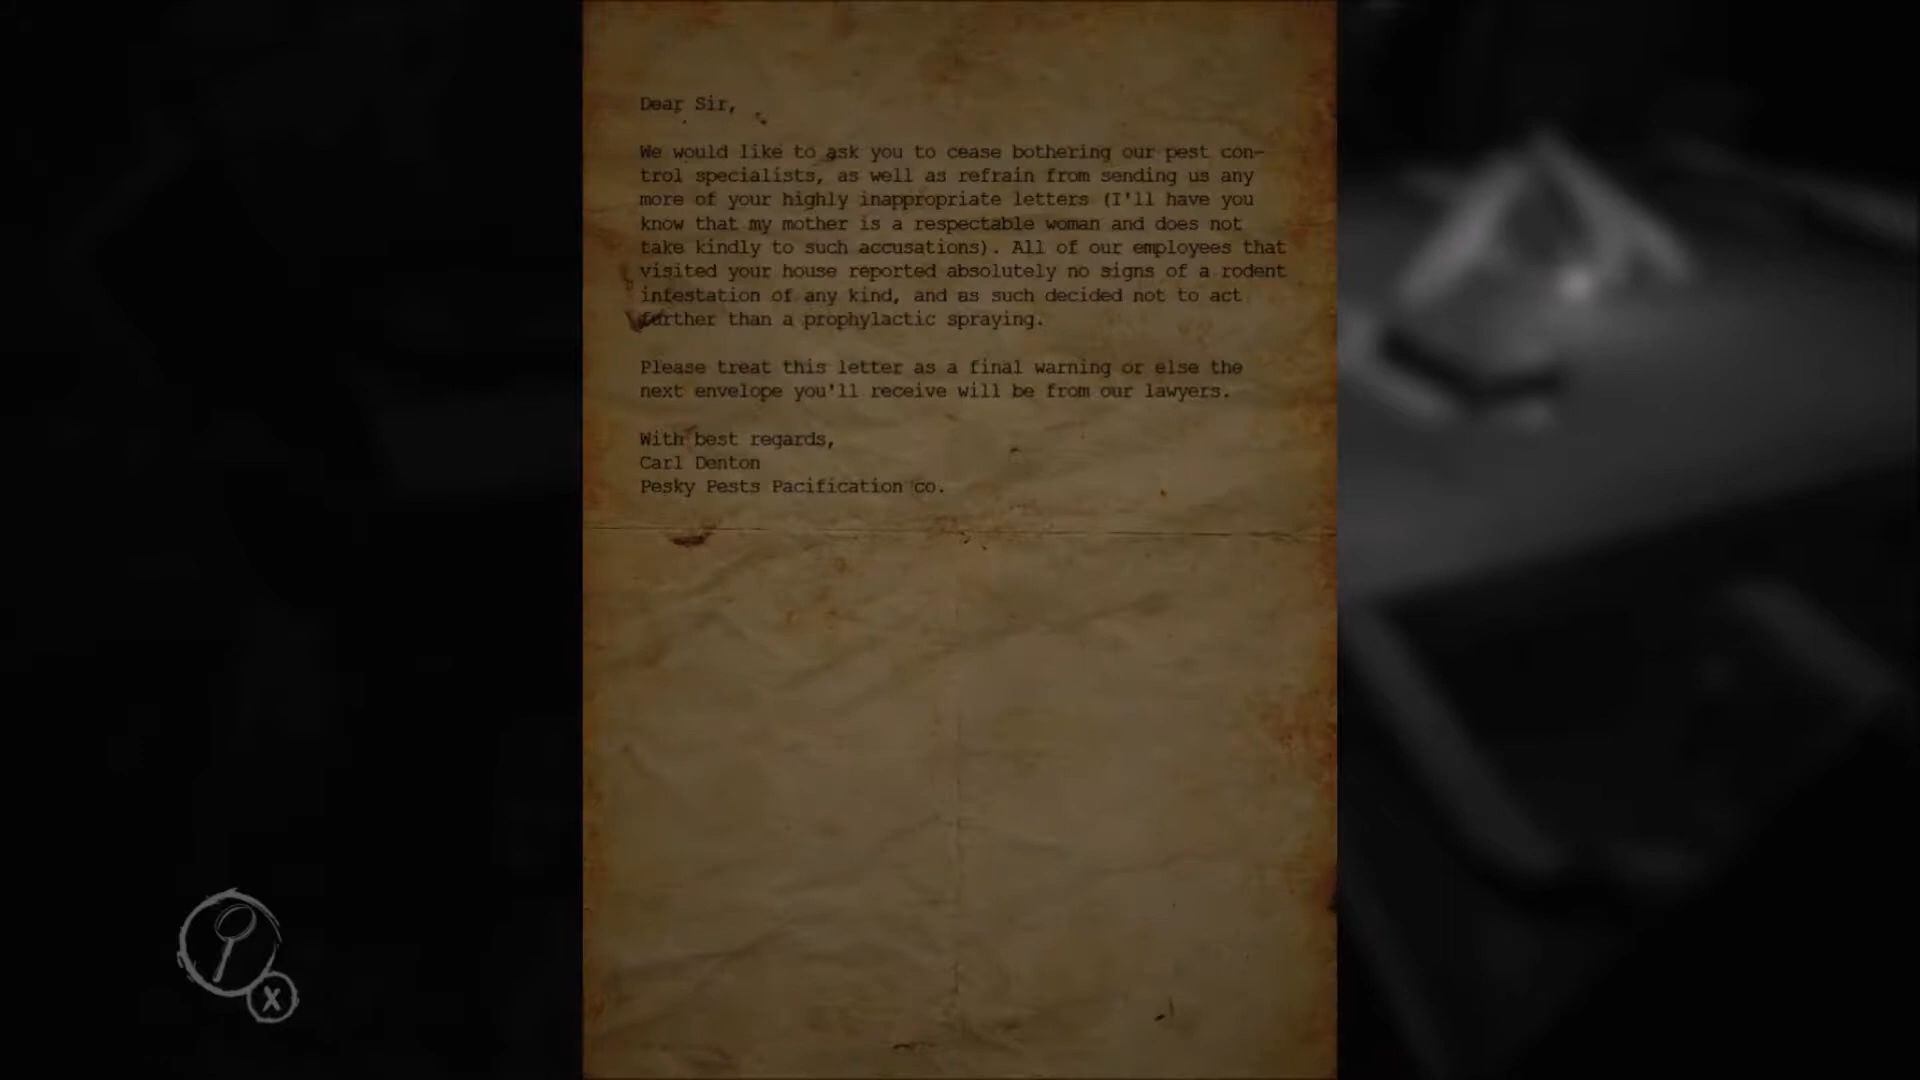 Dear Sir,
We would like to ask you to cease bothering our pest con-
trol specialists, as well as refrain from sending us any
more of your highly inappropriate letters (I'll have you
know that my mother is a respectable woman and does not
take kindly to such accusations). All of our employees that
visited your house reported absolutely no signs of a rodent
infestation of any kind, and as such decided not to act
further than a prophylactic spraying.
Please treat this letter as a final warning or else the
next envelope you'll receive will be from our lawyers.
With best regards,
Carl Denton
Pesky Pests Pacification co.
X